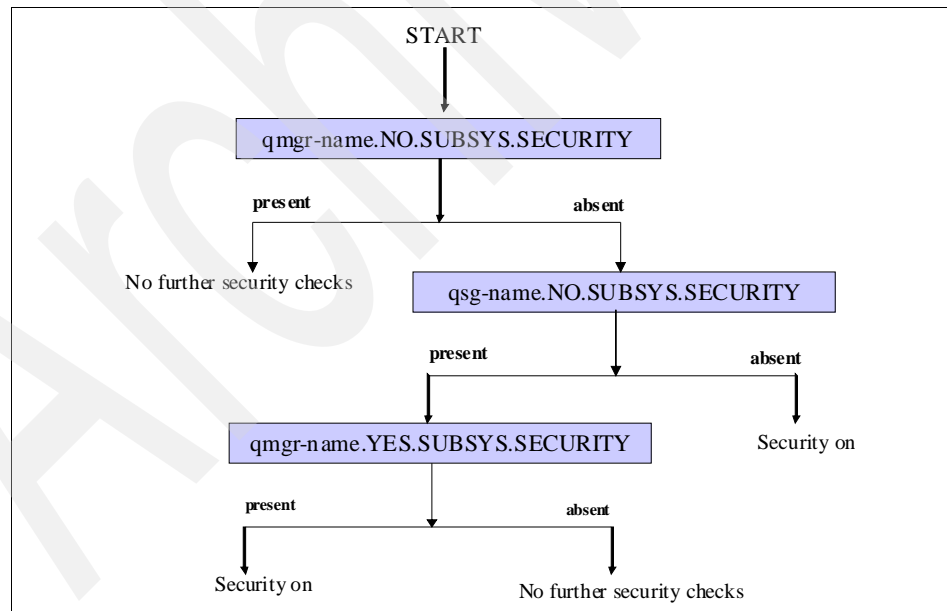 START
qmgr-name.NO.SUBSYS.SECURITY
present
absent
No further security checks
qsg-name.NO.SUBSYS.SECURITY
present
absent
qmgr-name.YES.SUBSYS.SECURITY
Security on
present
absent
Security on
No further security checks
Archiv